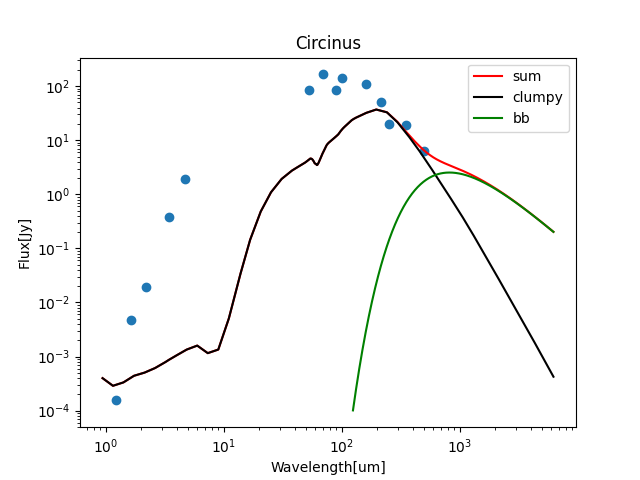 Circinus
sum
clumpy
bb
Flux[Jy]
10²
10¹
10⁰
10⁻¹
10⁻²
10⁻³
10⁻⁴
10⁰ 10¹ 10² 10³
Wavelength[um]